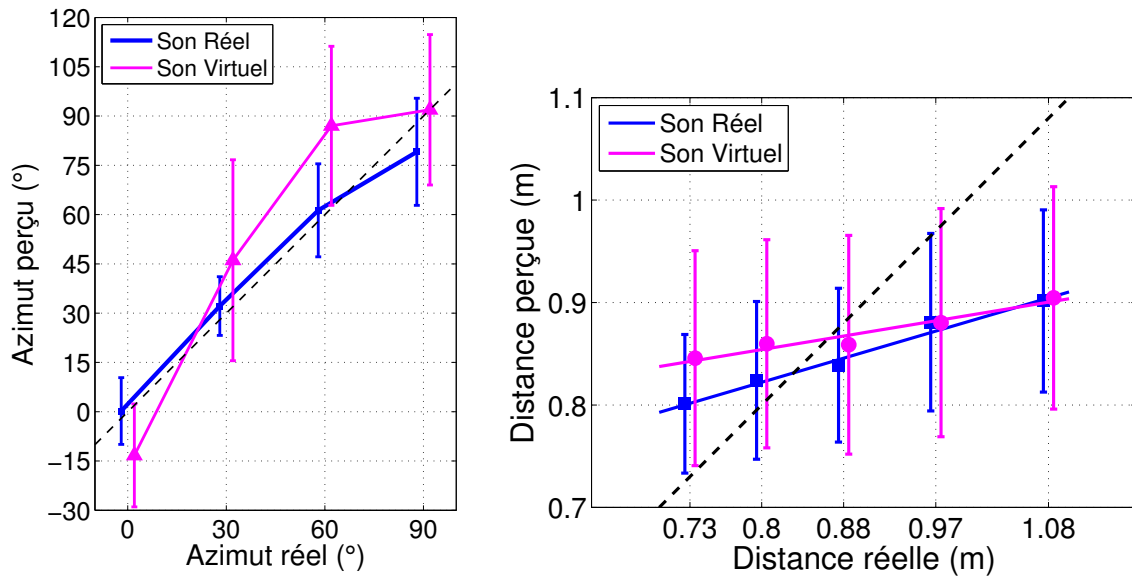 120
105
90
75
60
45
30
15
0
−15
−30
Azimut perçu (°)
Son Réel
Son Virtuel
0 30 60 90
Azimut réel (°)
1.1
1
0.9
0.8
0.7
Distance perçue (m)
Son Réel
Son Virtuel
0.73 0.8 0.88 0.97 1.08
Distance réelle (m)